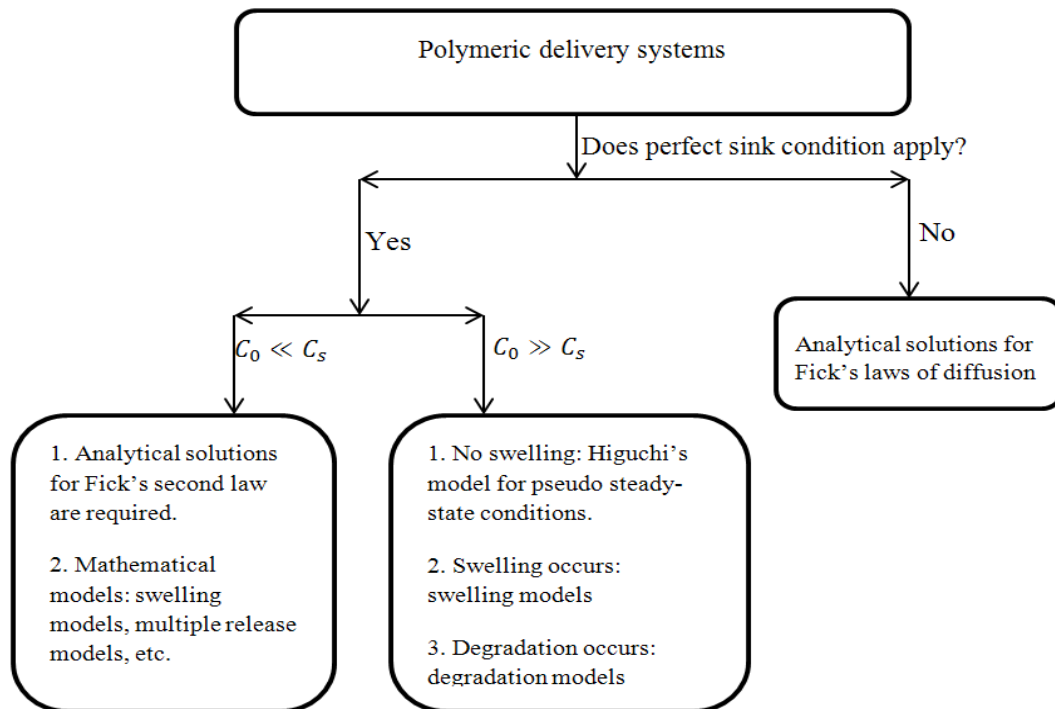 Polymeric delivery systems
Does perfect sink condition apply?
Yes
No
C₀ ≪ Cₛ
C₀ ≫ Cₛ
Analytical solutions for
Fick’s laws of diffusion
1. Analytical solutions
for Fick’s second law
are required.
2. Mathematical
models: swelling
models, multiple release
models, etc.
1. No swelling: Higuchi’s
model for pseudo steady-
state conditions.
2. Swelling occurs:
swelling models
3. Degradation occurs:
degradation models